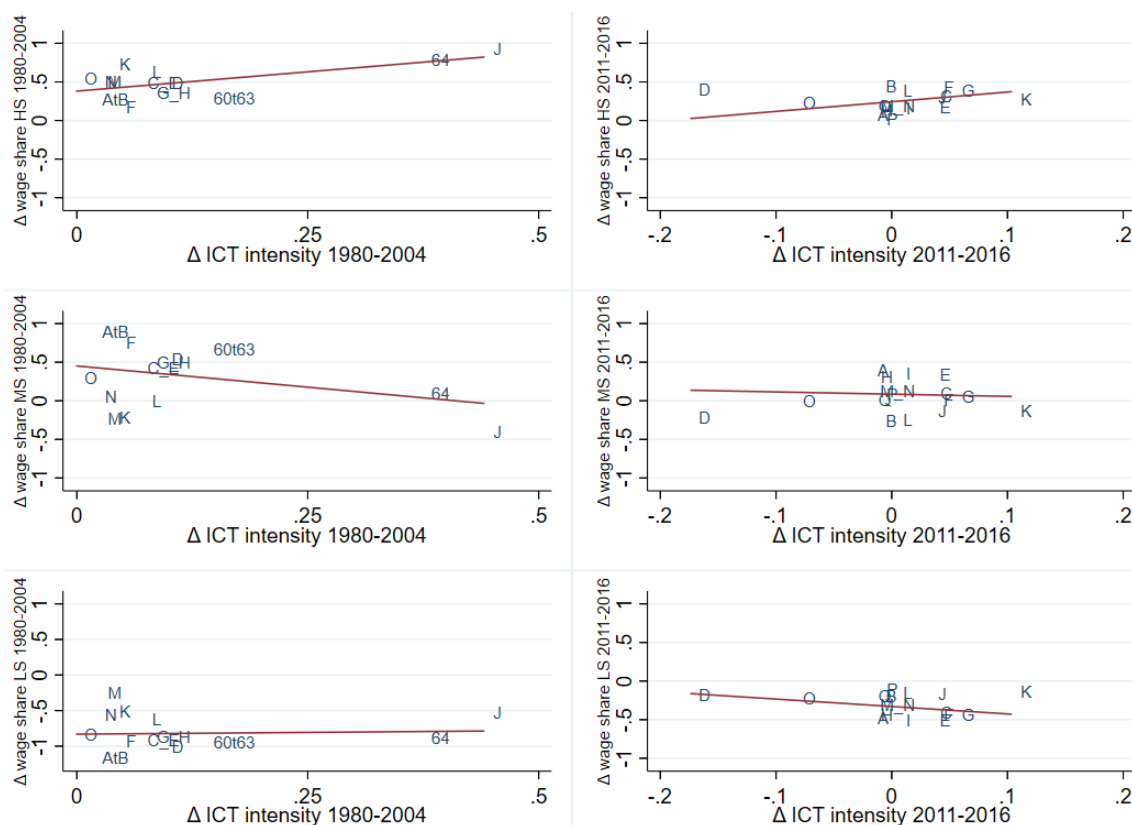 Δ wage share HS 1980-2004
1
.5
0
-.5
-1
O
N
M
AtB
K
F
L
C
G
E
D
H
60t63
64
J
0
.25
.5
Δ ICT intensity 1980-2004
Δ wage share HS 2011-2016
1
.5
0
-.5
-1
D
O
B
L
F
C
G
E
K
-.2
-.1
0
.1
.2
Δ ICT intensity 2011-2016
Δ wage share MS 1980-2004
1
.5
0
-.5
-1
AtB
F
O
N
M
K
L
C
G
E
D
H
60t63
64
J
0
.25
.5
Δ ICT intensity 1980-2004
Δ wage share MS 2011-2016
1
.5
0
-.5
-1
D
O
A
H
M
Q
B
I
N
L
E
C
J
G
K
-.2
-.1
0
.1
.2
Δ ICT intensity 2011-2016
Δ wage share LS 1980-2004
1
.5
0
-.5
-1
M
N
K
O
AtB
F
L
C
G
E
D
H
60t63
64
J
0
.25
.5
Δ ICT intensity 1980-2004
Δ wage share LS 2011-2016
1
.5
0
-.5
-1
D
O
Q
A
H
I
J
C
E
G
K
-.2
-.1
0
.1
.2
Δ ICT intensity 2011-2016